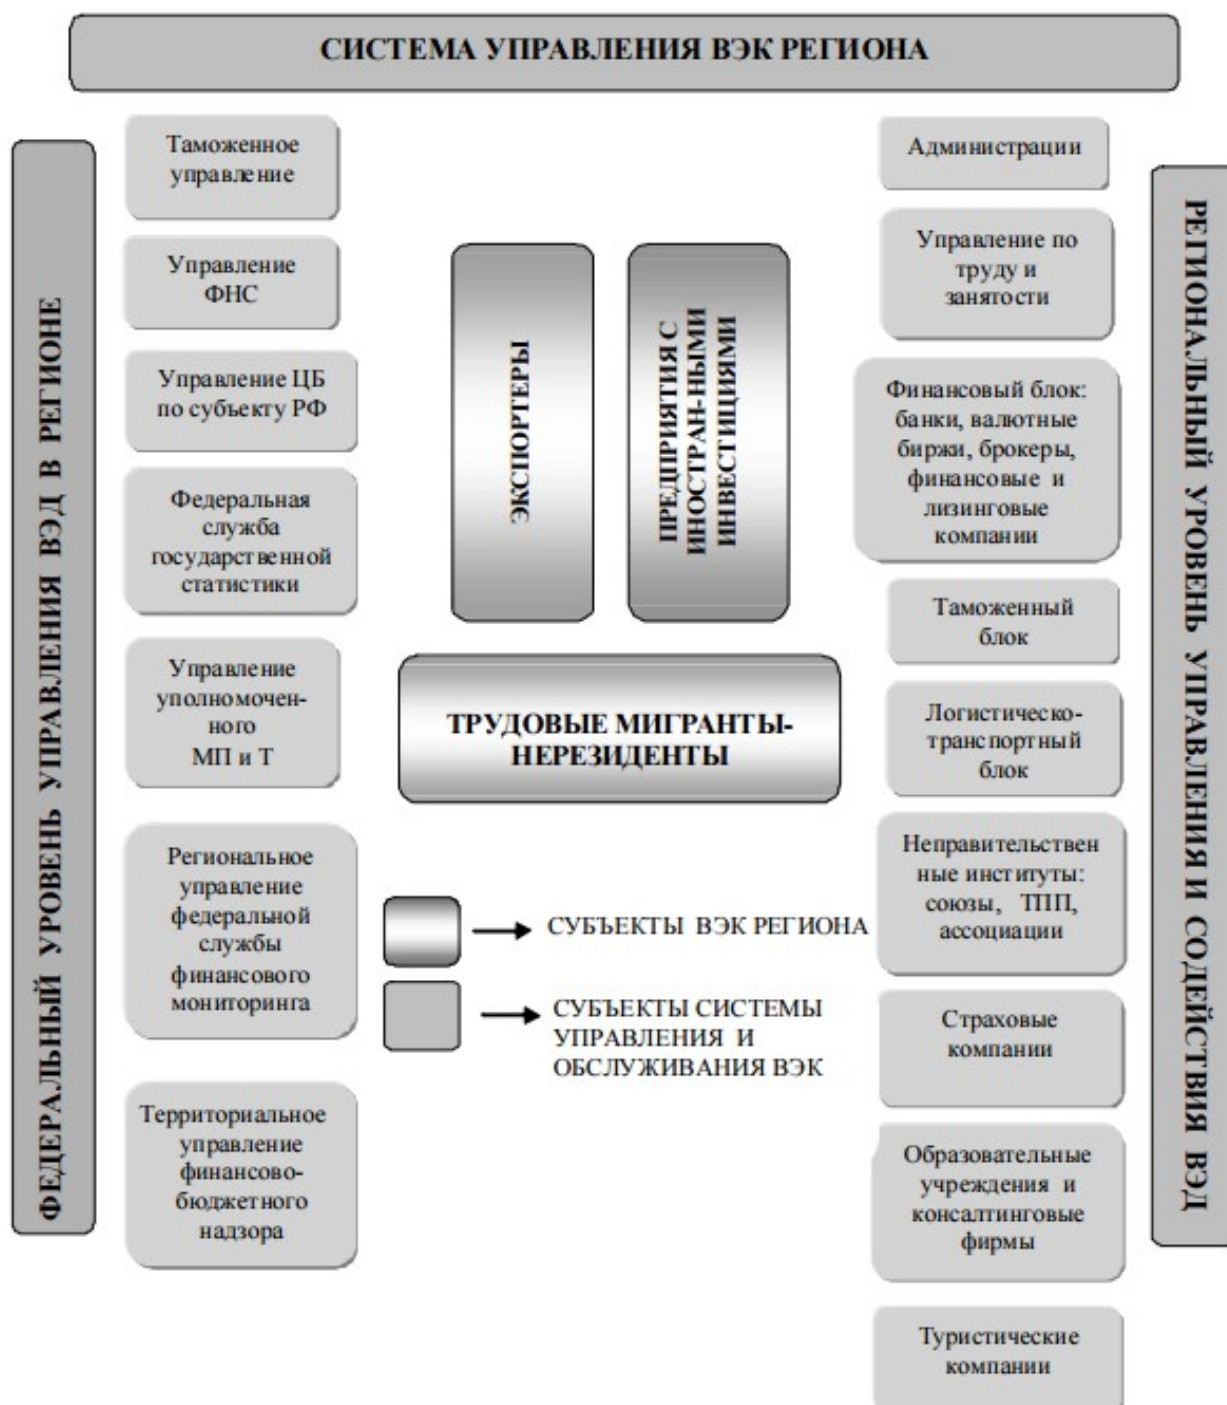 СИСТЕМА УПРАВЛЕНИЯ ВЭК РЕГИОНА
ФЕДЕРАЛЬНЫЙ УРОВЕНЬ УПРАВЛЕНИЯ ВЭД В РЕГИОНЕ
Таможенное
управление
Управление
ФНС
Управление ЦБ
по субъекту РФ
Федеральная
служба
государственной
статистики
Управление
уполномочен-
ного
МП и Т
Региональное
управление
федеральной
службы
финансового
мониторинга
Территориальное
управление
финансово-
бюджетного
надзора
ЭКСПОРТЕРЫ
ПРЕДПРИЯТИЯ С
ИНОСТРАН-НЫМИ
ИНВЕСТИЦИЯМИ
ТРУДОВЫЕ МИГРАНТЫ-
НЕРЕЗИДЕНТЫ
СУБЪЕКТЫ ВЭК РЕГИОНА
СУБЪЕКТЫ СИСТЕМЫ
УПРАВЛЕНИЯ И
ОБСЛУЖИВАНИЯ ВЭК
Администрации
Управление по
труду и
занятости
Финансовый блок:
банки, валютные
биржи, брокеры,
финансовые и
лизинговые
компании
Таможенный
блок
Логистическо-
транспортный
блок
Неправительствен
ные институты:
союзы, ТПП,
ассоциации
Страховые
компании
Образовательные
учреждения и
консалтинговые
фирмы
Туристические
компании
РЕГИОНАЛЬНЫЙ УРОВЕНЬ УПРАВЛЕНИЯ И СОДЕЙСТВИЯ ВЭД